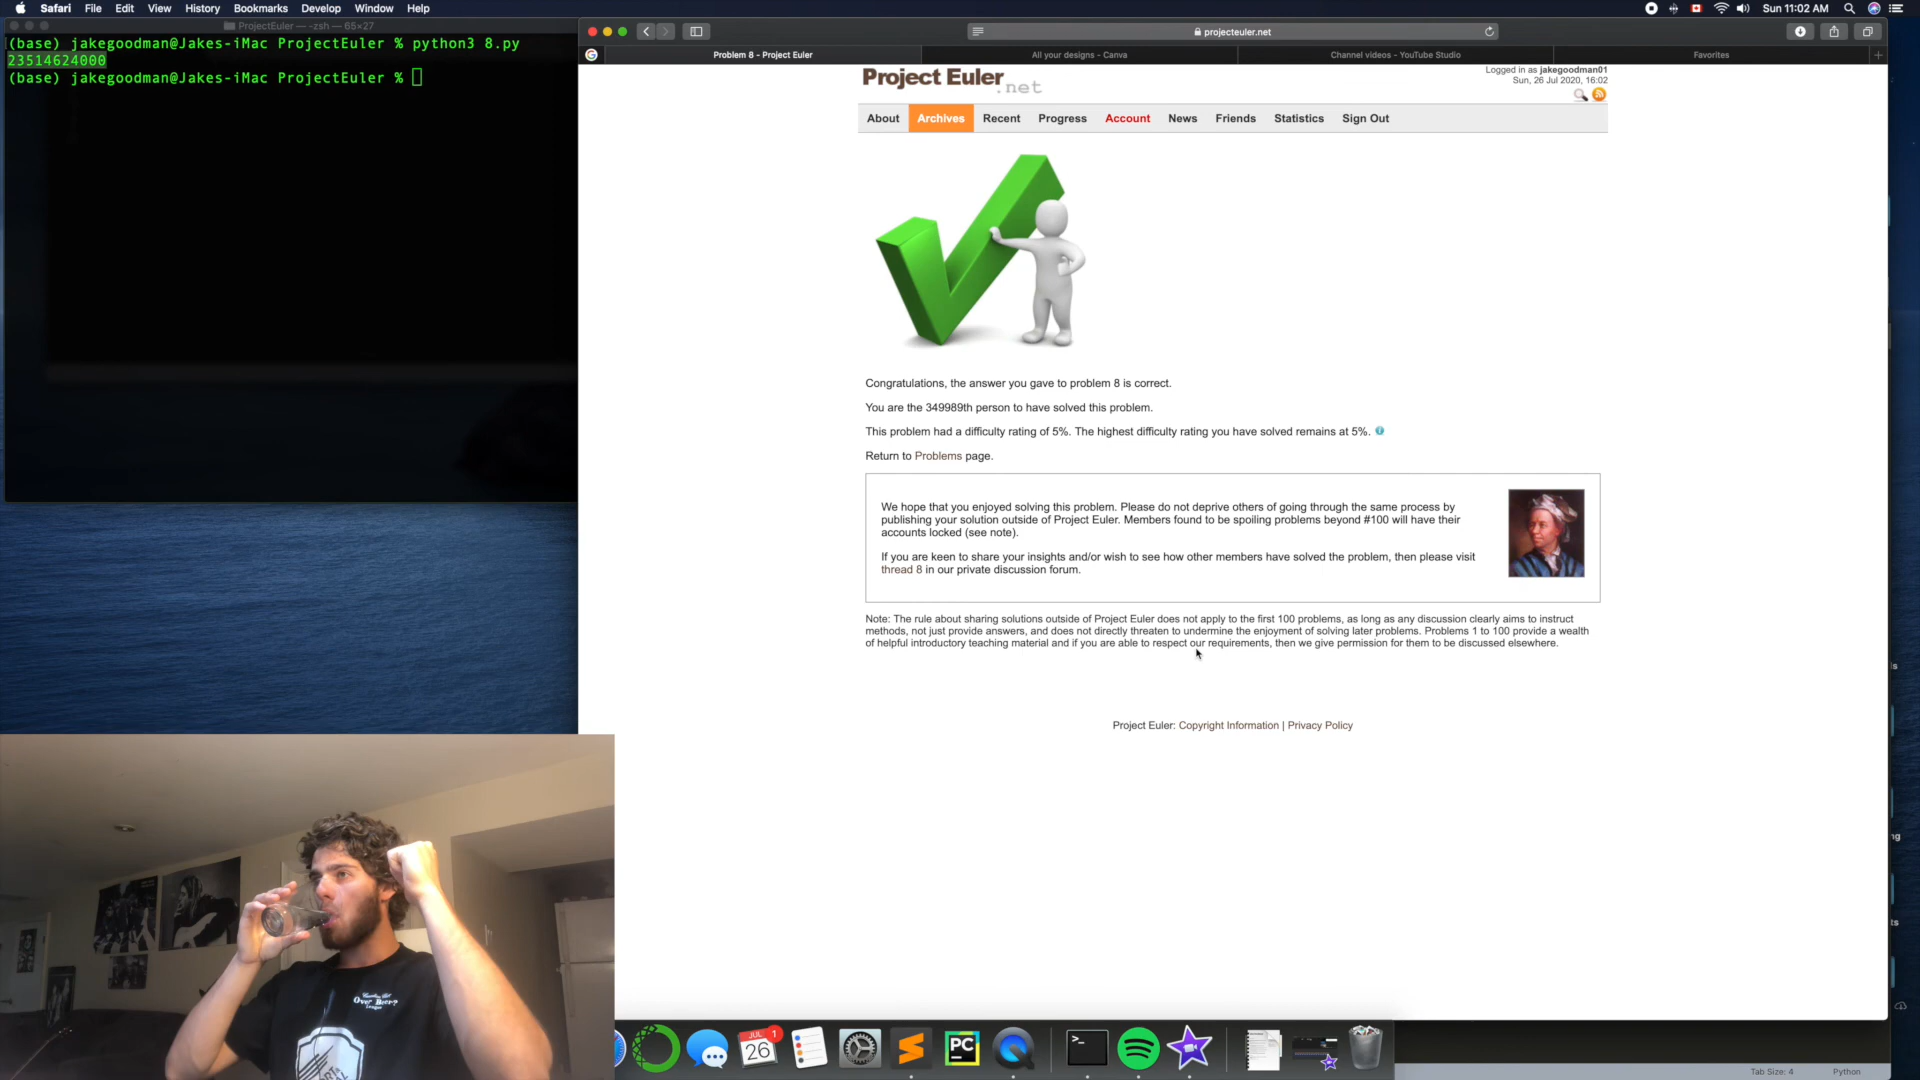 Safari File Edit View History Bookmarks Develop Window Help
Sun 11:02 AM
ProjectEuler — -zsh — 65×27
(base) jakegoodman@Jakes-iMac ProjectEuler % python3 8.py
23514624000
(base) jakegoodman@Jakes-iMac ProjectEuler %
projecteuler.net
Problem 8 - Project Euler
All your designs - Canva
Channel videos - YouTube Studio
Favorites
Project Euler
.net
Logged in as jakegoodman01
Sun, 26 Jul 2020, 16:02
About Archives Recent Progress Account News Friends Statistics Sign Out
Congratulations, the answer you gave to problem 8 is correct.
You are the 349989th person to have solved this problem.
This problem had a difficulty rating of 5%. The highest difficulty rating you have solved remains at 5%.
Return to Problems page.
We hope that you enjoyed solving this problem. Please do not deprive others of going through the same process by
publishing your solution outside of Project Euler. Members found to be spoiling problems beyond #100 will have their
accounts locked (see note).
If you are keen to share your insights and/or wish to see how other members have solved the problem, then please visit
thread 8 in our private discussion forum.
Note: The rule about sharing solutions outside of Project Euler does not apply to the first 100 problems, as long as any discussion clearly aims to instruct
methods, not just provide answers, and does not directly threaten to undermine the enjoyment of solving later problems. Problems 1 to 100 provide a wealth
of helpful introductory teaching material and if you are able to respect our requirements, then we give permission for them to be discussed elsewhere.
Project Euler: Copyright Information | Privacy Policy
Over Beer?
JUL
26
1
PC
Tab Size: 4
Python